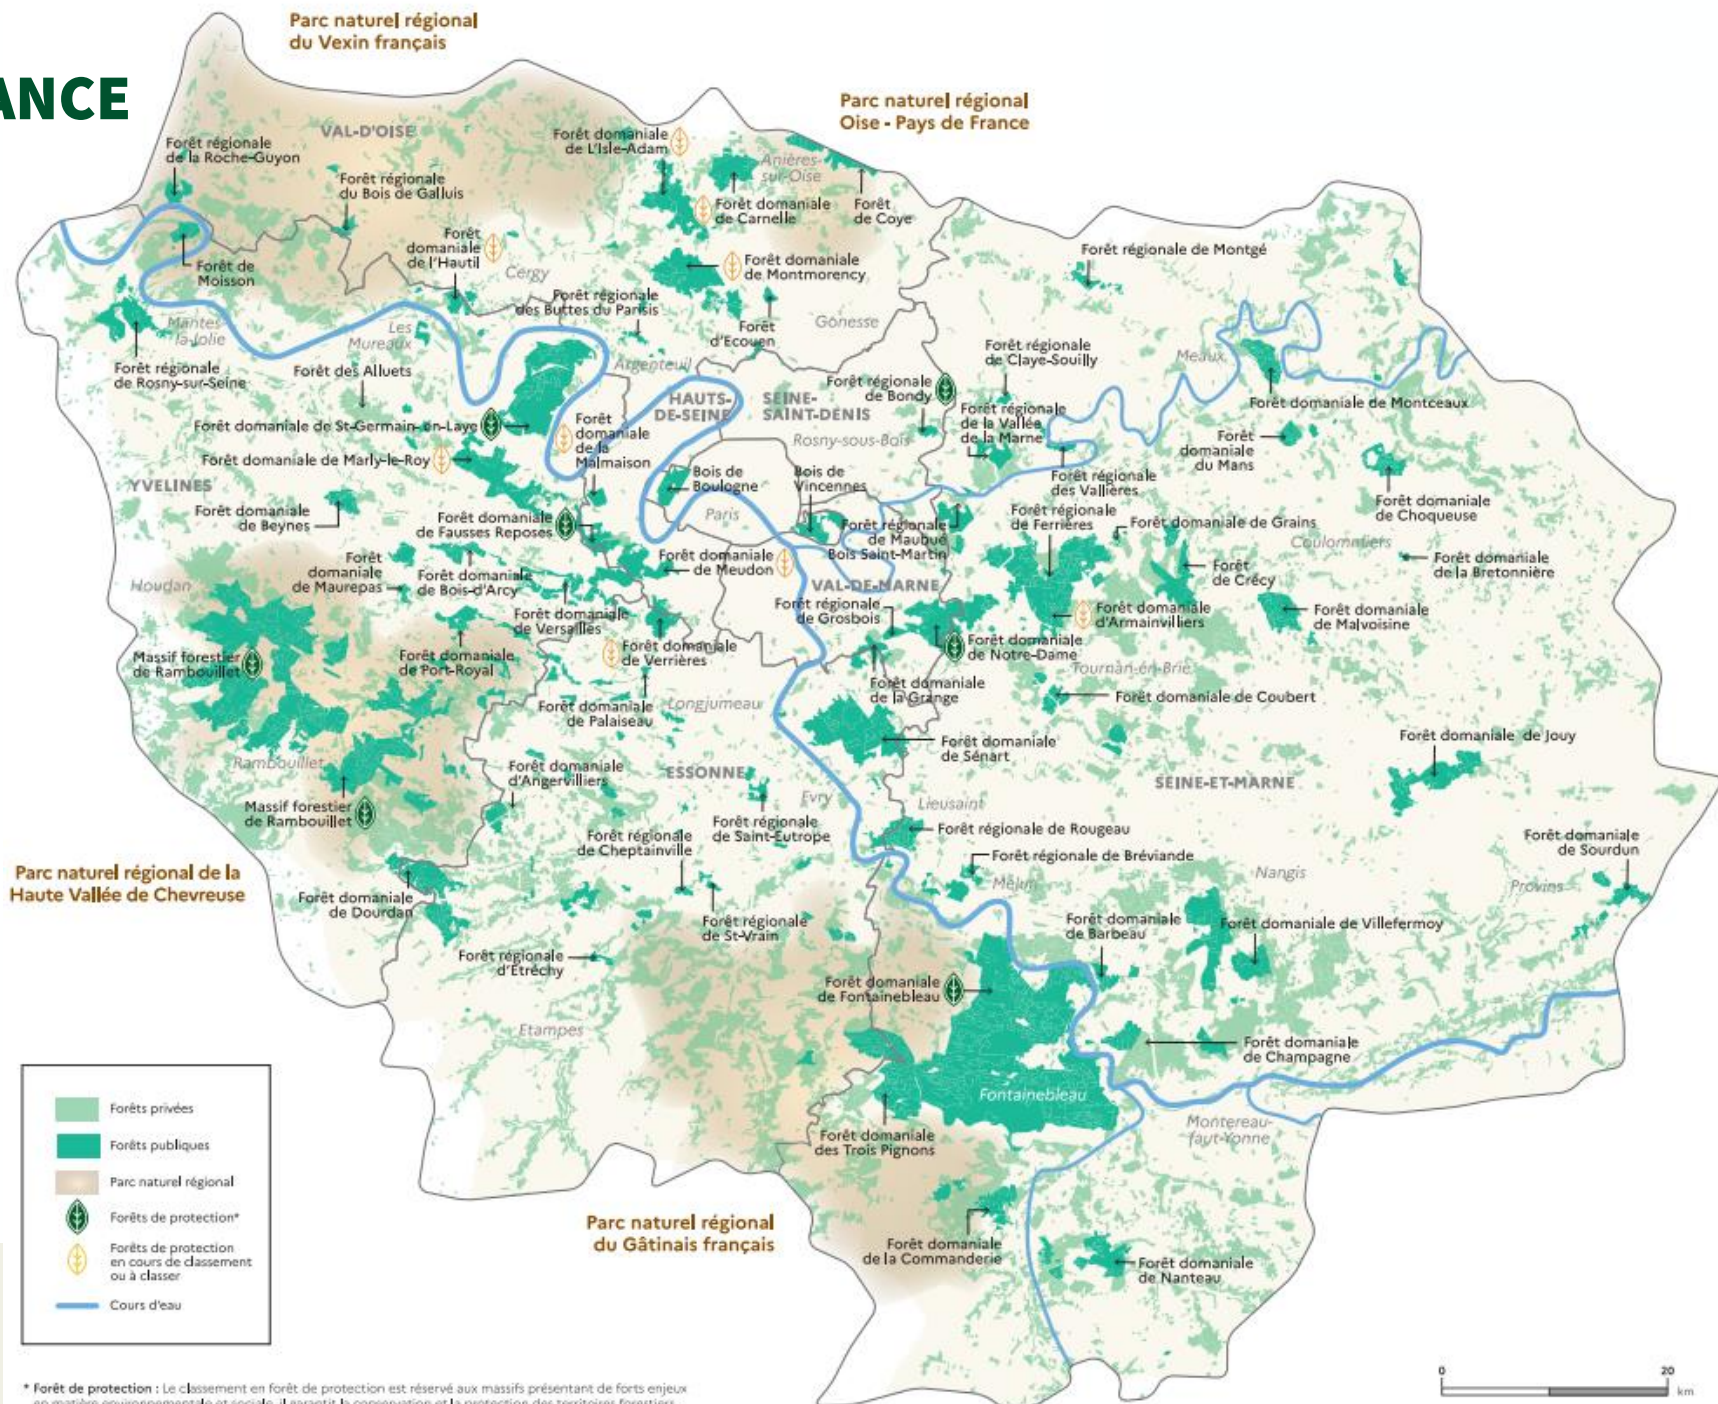 ANCE
Parc naturel régional
du Vexin français
Parc naturel régional
Oise - Pays de France
VAL-D'OISE
Forêt régionale
de la Roche-Guyon
Forêt régionale
du Bois de Galluis
Forêt domaniale
de L'Isle-Adam
Anières-
sur-Oise
Forêt domaniale
de Carnelle
Forêt
de Coye
Forêt
domaniale
de l'Hautil
Cergy
Forêt domaniale
de Montmorency
Forêt régionale de Montgé
Forêt de
Moisson
Forêt régionale
des Buttes du Parisis
Forêt
d'Ecouen
Gonesse
Mantes-
la-Jolie
Les
Mureaux
Forêt régionale
de Rosny-sur-Seine
Forêt des Alluets
Argenteuil
Forêt régionale
de Claye-Souilly
Meaux
Forêt régionale
de Bondy
HAUTS-
DE-SEINE
SEINE-
SAINT-DENIS
Forêt domaniale de Montceaux
Forêt domaniale de St-Germain-en-Laye
Forêt
domaniale
de la
Malmaison
Rosny-sous-Bois
Forêt régionale
de la Vallée
de la Marne
Forêt
domaniale
du Mans
Forêt domaniale de Marly-le-Roy
YVELINES
Bois de
Boulogne
Bois de
Vincennes
Forêt régionale
des Vallières
Forêt domaniale
de Choqueuse
Forêt domaniale
de Beynes
Forêt domaniale
de Fausses Reposes
Paris
Forêt régionale
de Maubué
Bois Saint-Martin
Forêt régionale
de Ferrières
Forêt domaniale de Grains
Coulommiers
Forêt domaniale
de la Bretonnière
Houdan
Forêt
domaniale
de Maurepas
Forêt domaniale
de Bois-d'Arcy
Forêt domaniale
de Meudon
VAL-DE-MARNE
Forêt
de Crécy
Forêt domaniale
de Versailles
Forêt régionale
de Grosbois
Forêt domaniale
d'Armainvilliers
Forêt domaniale
de Malvoisine
Massif forestier
de Rambouillet
Forêt domaniale
de Port-Royal
Forêt domaniale
de Verrières
Forêt domaniale
de Notre-Dame
Tournan-en-Brie
Forêt domaniale
de Palaiseau
Longjumeau
Forêt domaniale
de la Grange
Forêt domaniale de Coubert
Forêt domaniale
de Sénart
Forêt domaniale de Jouy
Rambouillet
Forêt domaniale
d'Angervilliers
ESSONNE
SEINE-ET-MARNE
Massif forestier
de Rambouillet
Evry
Lieusaint
Forêt régionale
de Cheptainville
Forêt régionale
de Saint-Eutrope
Forêt régionale de Rougeau
Forêt domaniale
de Sourdun
Parc naturel régional de la
Haute Vallée de Chevreuse
Forêt régionale de Bréviande
Melun
Nangis
Provins
Forêt domaniale
de Dourdan
Forêt régionale
de St-Vrain
Forêt domaniale
de Barbeau
Forêt domaniale de Villefermoy
Forêt régionale
d'Etréchy
Forêt domaniale
de Fontainebleau
Etampes
Forêt domaniale
de Champagne
Fontainebleau
Montereau-
faut-Yonne
Forêt domaniale
des Trois Pignons
Parc naturel régional
du Gâtinais français
Forêt domaniale
de la Commanderie
Forêt domaniale
de Nanteau
Forêts privées
Forêts publiques
Parc naturel régional
Forêts de protection*
Forêts de protection
en cours de classement
ou à classer
Cours d'eau
0 20
km
* Forêt de protection : Le classement en forêt de protection est réservé aux massifs présentant de forts enjeux
en matière environnementale et sociale, il garantit la conservation et la protection des territoires forestiers